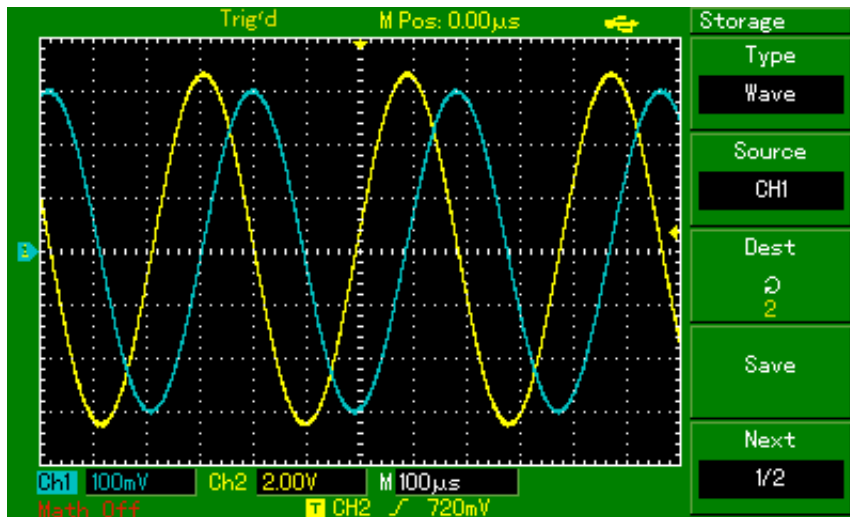 Trig'd M Pos: 0.00μs
Storage
Type
Wave
Source
CH1
Dest
2
Save
Next
1/2
Ch1 100mV Ch2 2.00V M 100μs
Math Off T CH2 720mV